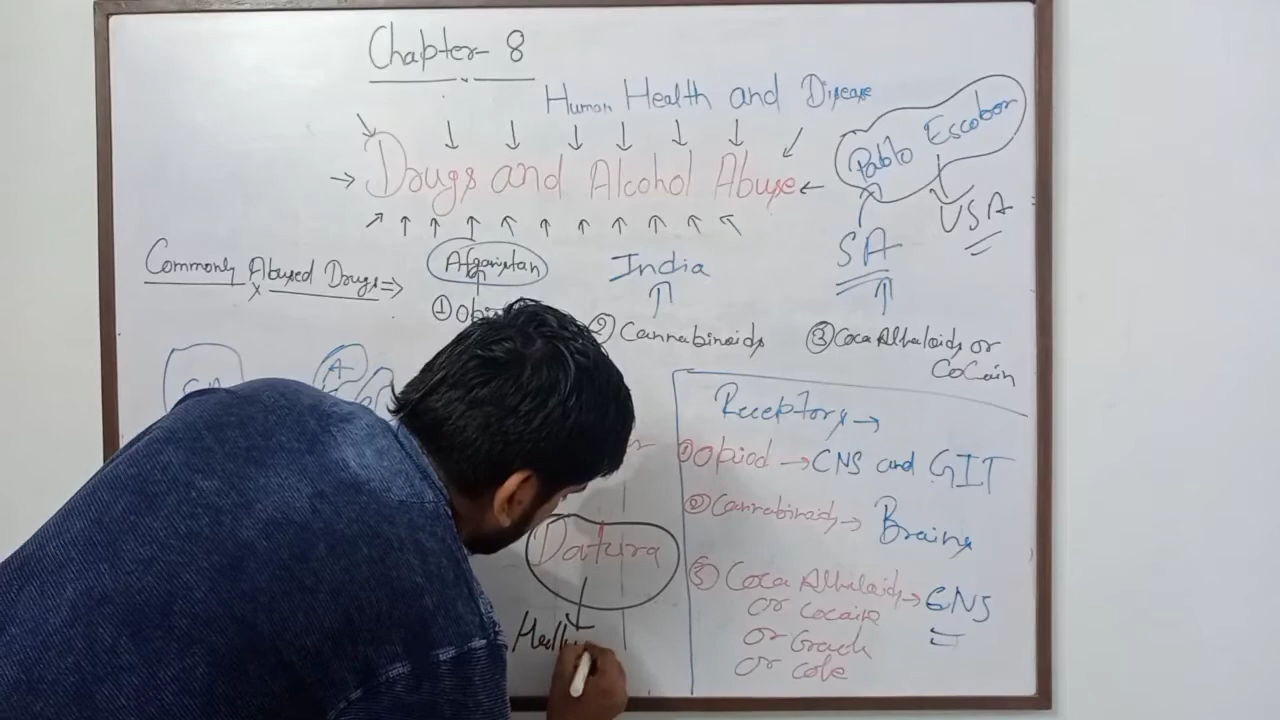 Chapter- 8
Human Health and Disease
Drugs and Alcohol Abuse
Pablo Escobar
USA
SA
Commonly Abused Drugs =>
Afganistan
India
① Opi
② Cannabinoids
③ Coca Alkaloids or
CoCain
A
Receptors →
① Opiod → CNS and GIT
② Cannabinoids → Brain
③ Coca Alkaloids → CNS
or Cocaine
or Crack
or Coke
Datura
Hallu